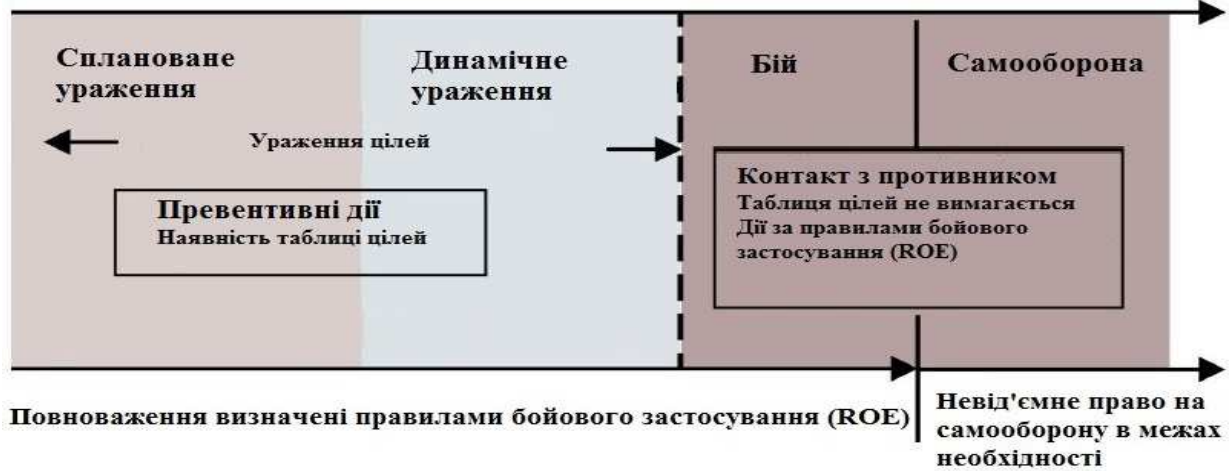 Сплановане
ураження
Динамічне
ураження
Бій
Самооборона
Ураження цілей
Превентивні дії
Наявність таблиці цілей
Контакт з противником
Таблиця цілей не вимагається
Дії за правилами бойового
застосування (ROE)
Повноваження визначені правилами бойового застосування (ROE)
Невід'ємне право на
самооборону в межах
необхідності